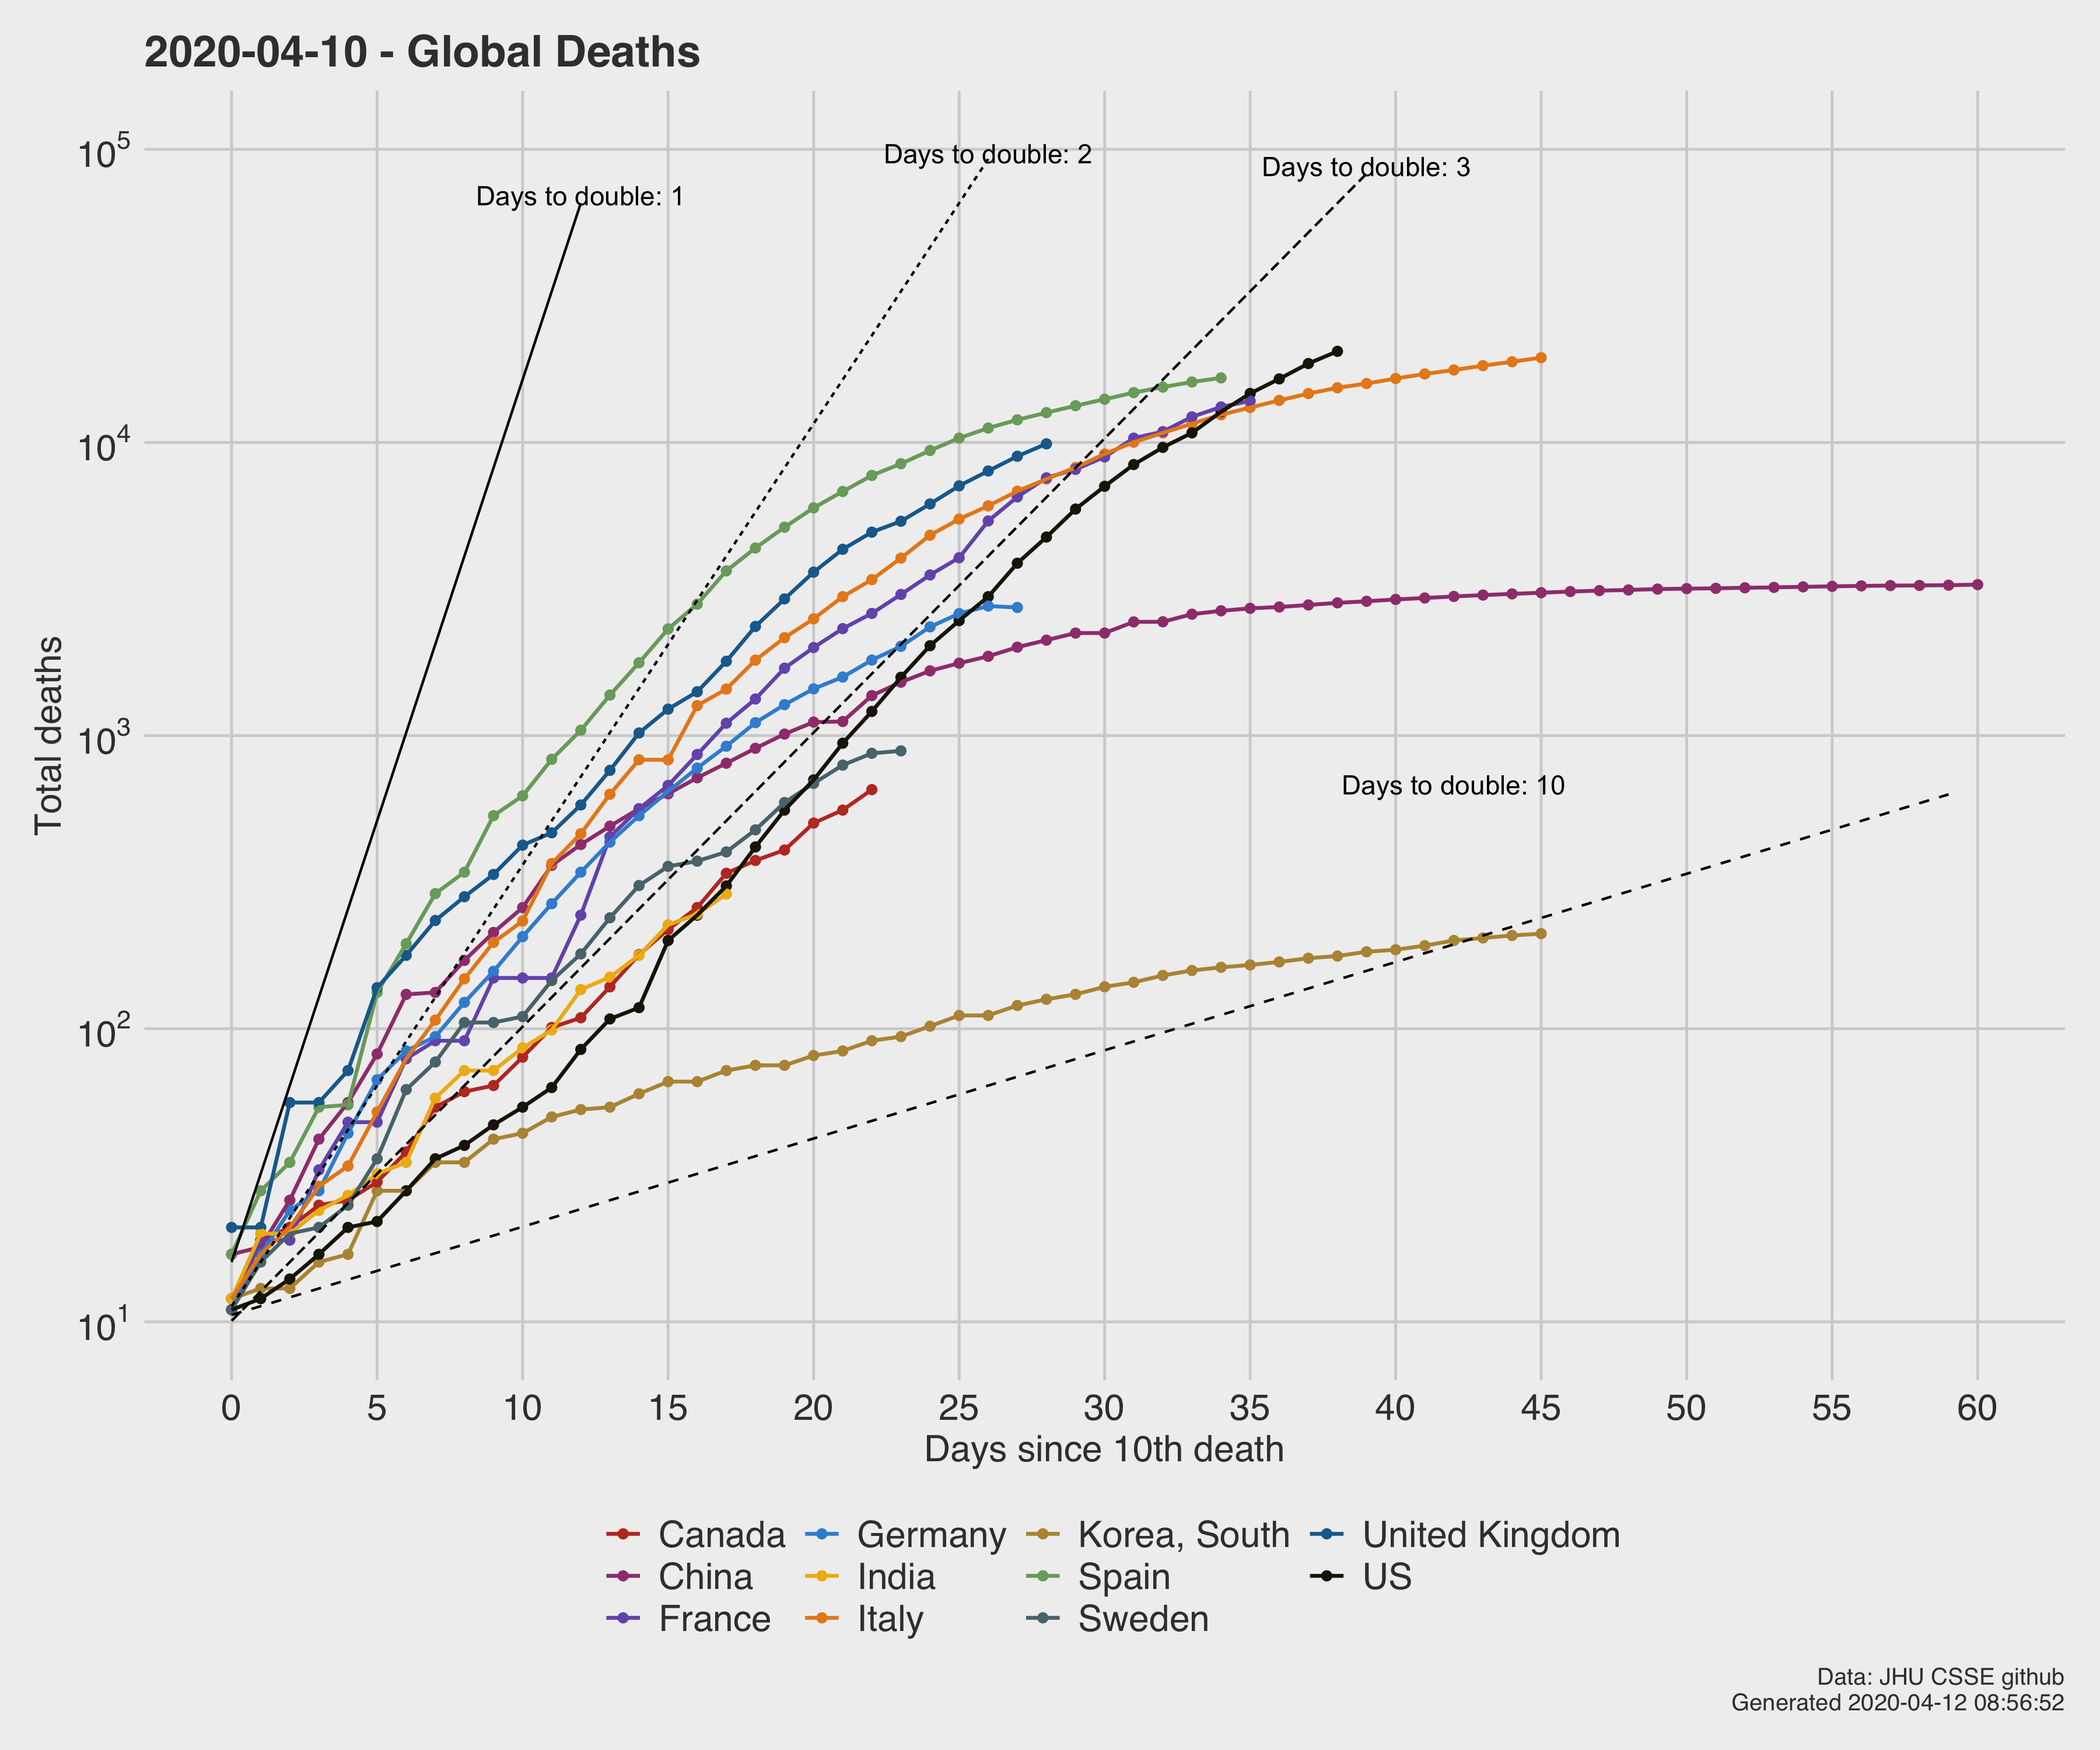 2020-04-10 - Global Deaths
10^5
10^4
10^3
10^2
10^1
Total deaths
Days to double: 1
Days to double: 2
Days to double: 3
Days to double: 10
0 5 10 15 20 25 30 35 40 45 50 55 60
Days since 10th death
Canada Germany Korea, South United Kingdom
China India Spain US
France Italy Sweden
Data: JHU CSSE github
Generated 2020-04-12 08:56:52